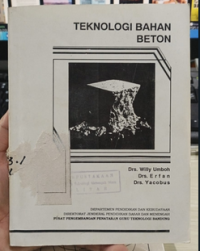 TEKNOLOGI BAHAN
BETON
Drs. Willy Umboh
Drs. Erfan
Drs. Yacobus
DEPARTEMEN PENDIDIKAN DAN KEBUDAYAAN
DIREKTORAT JENDERAL PENDIDIKAN DASAR DAN MENENGAH
PUSAT PENGEMBANGAN PENATARAN GURU TEKNOLOGI BANDUNG